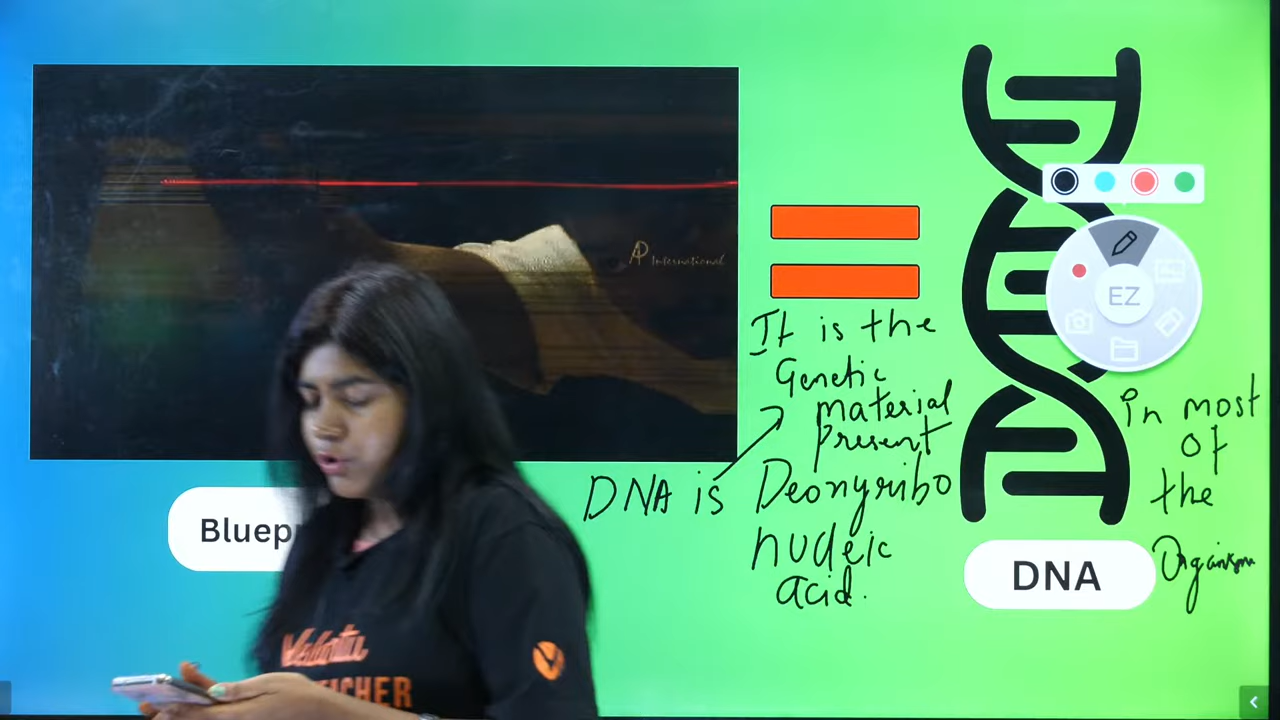 AP International
It is the
Genetic
material
present
DNA is Deoxyribo
nucleic
acid.
in most
of
the
Organism
Bluep
DNA
EZ
Vedantu